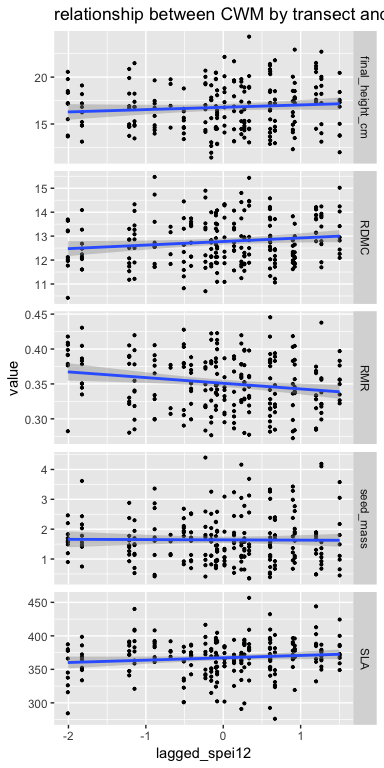 relationship between CWM by transect and
final_height_cm
20
15
RDMC
15
14
13
12
11
RMR
0.45
0.40
0.35
0.30
seed_mass
4
3
2
1
SLA
450
400
350
300
value
-2 -1 0 1
lagged_spei12